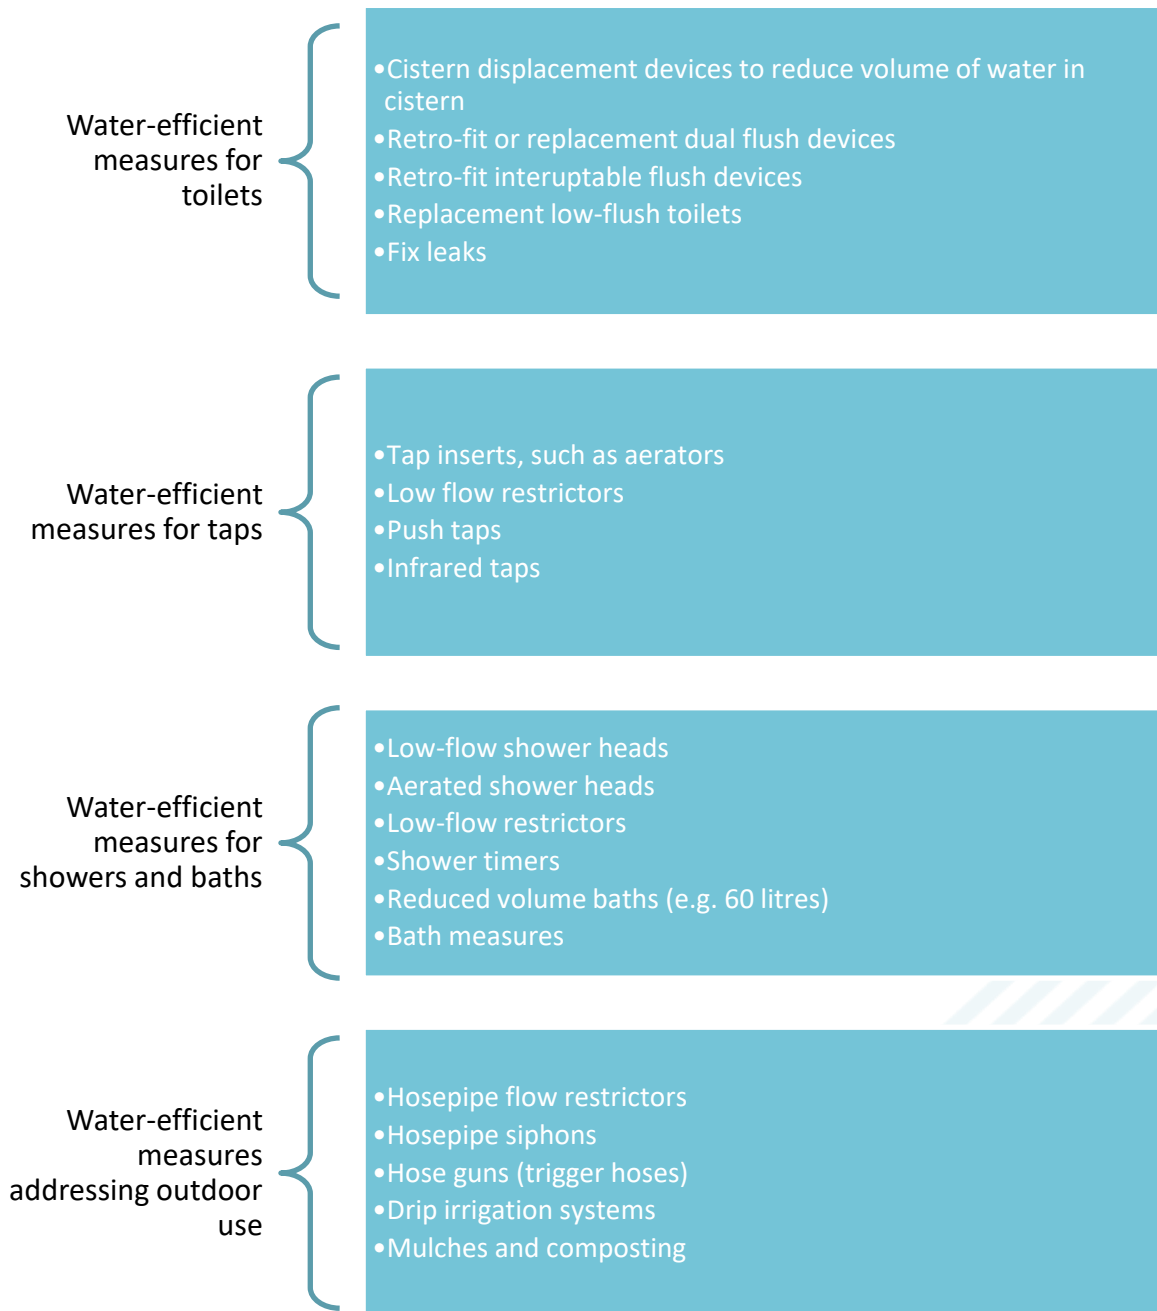 Water-efficient
measures for
toilets
•Cistern displacement devices to reduce volume of water in
cistern
•Retro-fit or replacement dual flush devices
•Retro-fit interuptable flush devices
•Replacement low-flush toilets
•Fix leaks
Water-efficient
measures for taps
•Tap inserts, such as aerators
•Low flow restrictors
•Push taps
•Infrared taps
Water-efficient
measures for
showers and baths
•Low-flow shower heads
•Aerated shower heads
•Low-flow restrictors
•Shower timers
•Reduced volume baths (e.g. 60 litres)
•Bath measures
Water-efficient
measures
addressing outdoor
use
•Hosepipe flow restrictors
•Hosepipe siphons
•Hose guns (trigger hoses)
•Drip irrigation systems
•Mulches and composting